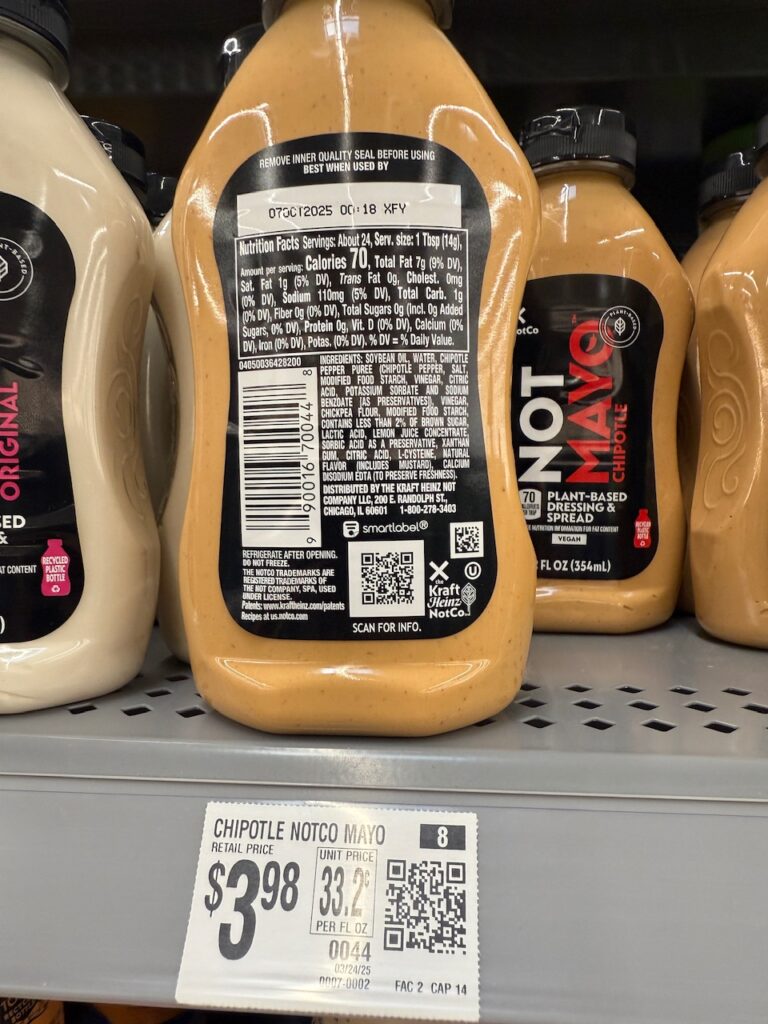 REMOVE INNER QUALITY SEAL BEFORE USING
BEST WHEN USED BY
07OCT2025 00:18 XFY
Nutrition Facts Servings: About 24, Serv. size: 1 Tbsp (14g),
Amount per serving: Calories 70, Total Fat 7g (9% DV),
Sat. Fat 1g (5% DV), Trans Fat 0g, Cholest. 0mg
(0% DV), Sodium 110mg (5% DV), Total Carb. 1g
(0% DV), Fiber 0g (0% DV), Total Sugars 0g (Incl. 0g Added
Sugars, 0% DV), Protein 0g, Vit. D (0% DV), Calcium (0%
DV), Iron (0% DV), Potas. (0% DV). % DV = % Daily Value.
04050036428200
INGREDIENTS: SOYBEAN OIL, WATER, CHIPOTLE
PEPPER PUREE (CHIPOTLE PEPPER, SALT,
MODIFIED FOOD STARCH, VINEGAR, CITRIC
ACID, POTASSIUM SORBATE AND SODIUM
BENZOATE (AS PRESERVATIVES), VINEGAR,
CHICKPEA FLOUR, MODIFIED FOOD STARCH,
CONTAINS LESS THAN 2% OF BROWN SUGAR,
LACTIC ACID, LEMON JUICE CONCENTRATE,
SORBIC ACID AS A PRESERVATIVE, XANTHAN
GUM, CITRIC ACID, L-CYSTEINE, NATURAL
FLAVOR (INCLUDES MUSTARD), CALCIUM
DISODIUM EDTA (TO PRESERVE FRESHNESS).
DISTRIBUTED BY THE KRAFT HEINZ NOT
COMPANY LLC, 200 E. RANDOLPH ST.,
CHICAGO, IL 60601 1-800-278-3403
9 90016 70044 8
smartlabel®
REFRIGERATE AFTER OPENING.
DO NOT FREEZE.
THE NOTCO TRADEMARKS ARE
REGISTERED TRADEMARKS OF
THE NOT COMPANY, SPA, USED
UNDER LICENSE.
Patents: www.kraftheinz.com/patents
Recipes at us.notco.com
SCAN FOR INFO.
the
Kraft
Heinz
NotCo
U
ORIGINAL
SED
&
AT CONTENT
RECYCLED
PLASTIC
BOTTLE
otCo
NOT
MAYO™
CHIPOTLE
PLANT-BASED
70
CALORIES
PLANT-BASED
DRESSING &
SPREAD
NUTRITION INFORMATION FOR FAT CONTENT
VEGAN
FL OZ (354mL)
CHIPOTLE NOTCO MAYO
8
RETAIL PRICE
$3.98
UNIT PRICE
33.2¢
PER FL OZ
0044
03/24/25
0007-0002
FAC 2 CAP 14